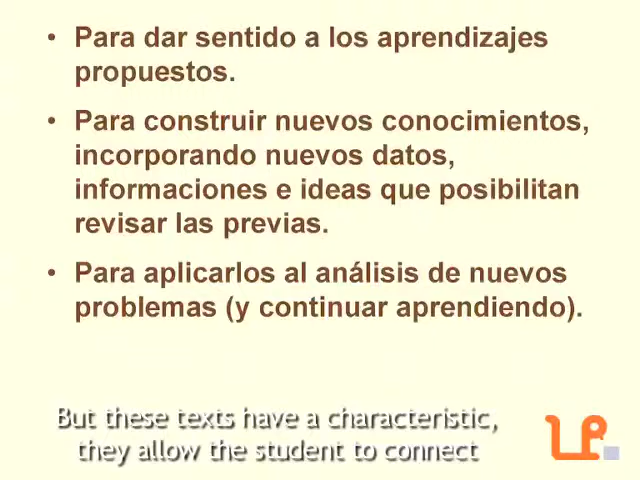 • Para dar sentido a los aprendizajes
propuestos.
• Para construir nuevos conocimientos,
incorporando nuevos datos,
informaciones e ideas que posibilitan
revisar las previas.
• Para aplicarlos al análisis de nuevos
problemas (y continuar aprendiendo).
But these texts have a characteristic,
they allow the student to connect